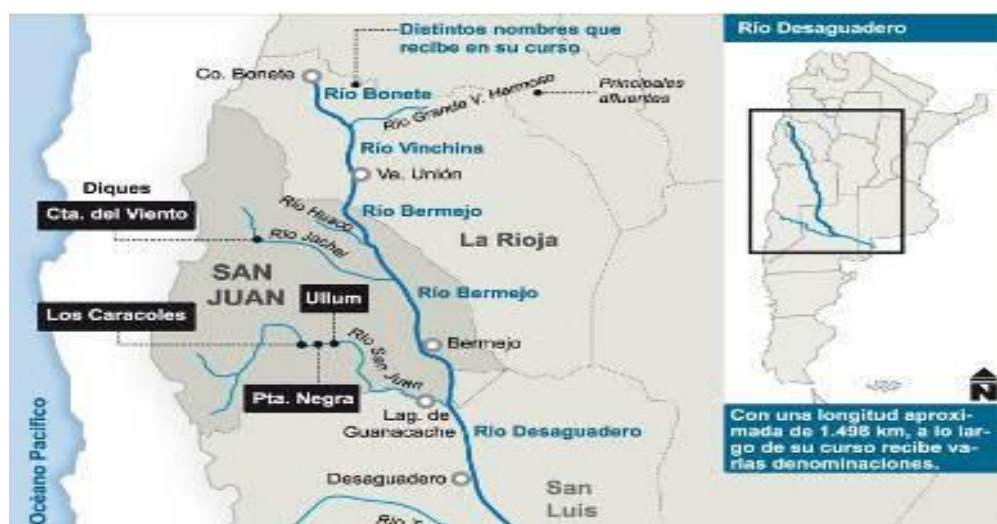 Distintos nombres que
recibe en su curso
Co. Bonete
Río Bonete
Río Grande V. Hermoso
Principales
afluentes
Río Vinchina
Va. Unión
Diques
Cta. del Viento
Río Huaco
Río Bermejo
Río Jachal
La Rioja
SAN
JUAN
Ullum
Río Bermejo
Los Caracoles
Río San Juan
Bermejo
Pta. Negra
Lag. de
Guanacache
Río Desaguadero
Desaguadero
San
Luis
Océano Pacífico
Río Desaguadero
N
Con una longitud aproxi-
mada de 1.498 km, a lo lar-
go de su curso recibe va-
rias denominaciones.